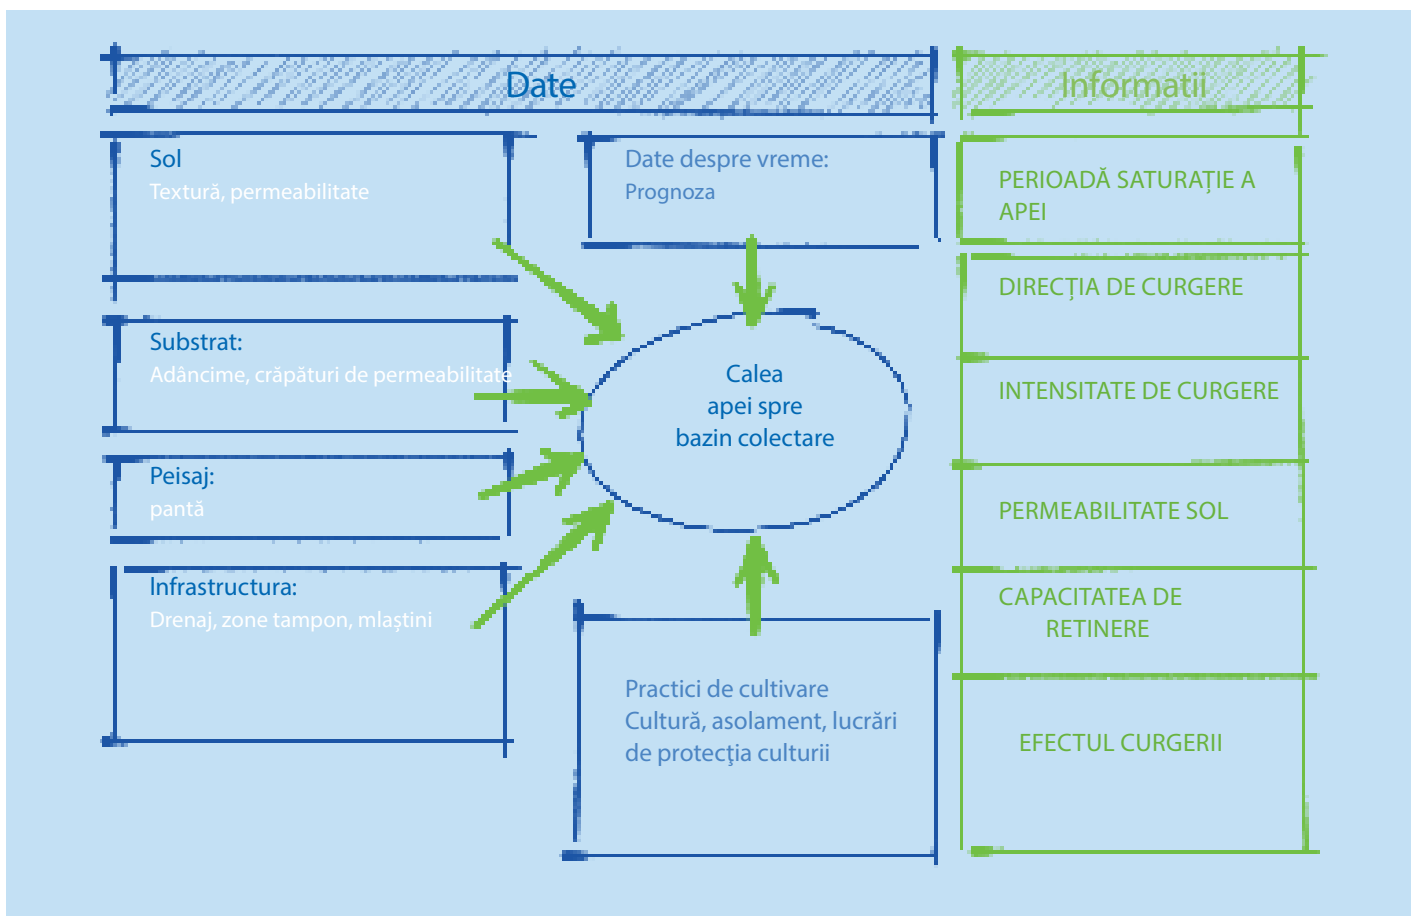 Date
Informatii
Sol
Textură, permeabilitate
Date despre vreme:
Prognoza
Substrat:
Adâncime, crăpături de permeabilitate
Peisaj:
pantă
Infrastructura:
Drenaj, zone tampon, mlaștini
Calea
apei spre
bazin colectare
Practici de cultivare
Cultură, asolament, lucrări
de protecţia culturii
PERIOADĂ SATURAȚIE A
APEI
DIRECȚIA DE CURGERE
INTENSITATE DE CURGERE
PERMEABILITATE SOL
CAPACITATEA DE
RETINERE
EFECTUL CURGERII